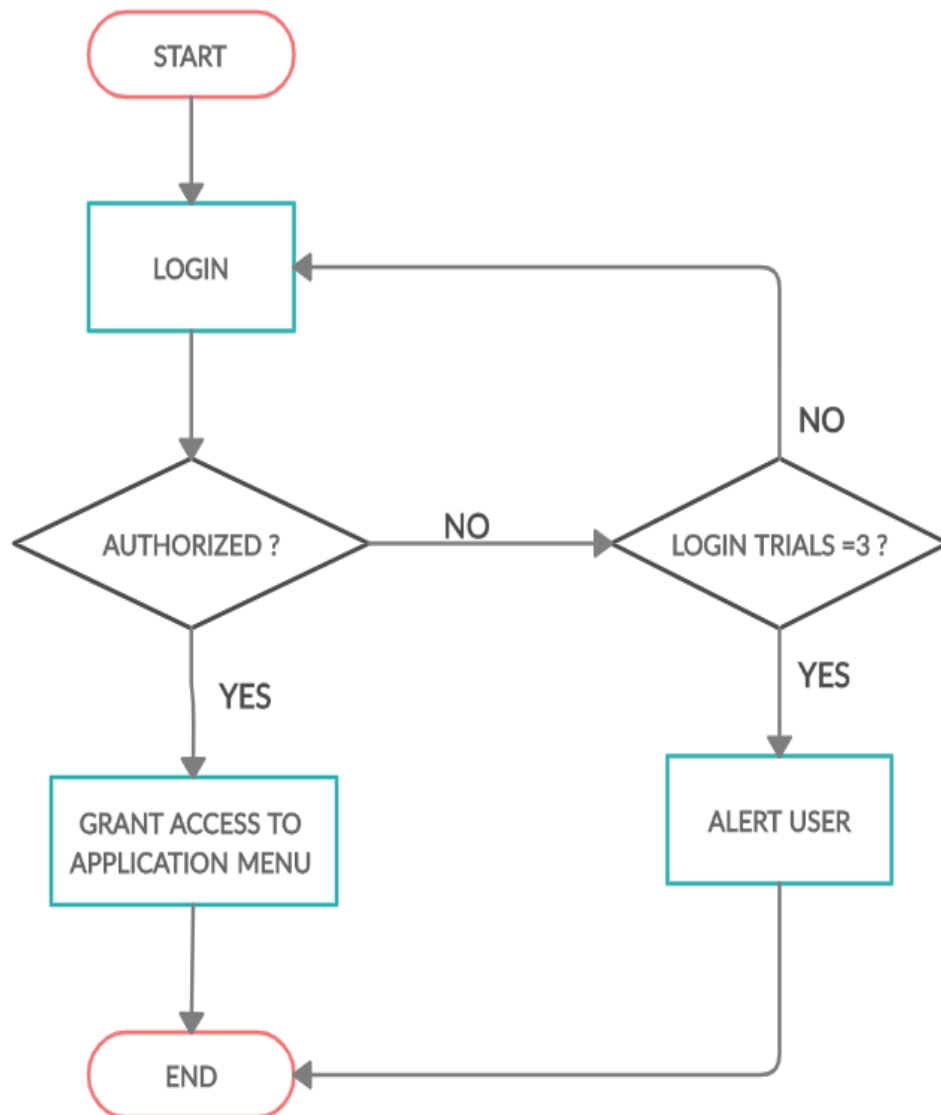 START
LOGIN
NO
AUTHORIZED ?
NO
LOGIN TRIALS =3 ?
YES
YES
GRANT ACCESS TO
APPLICATION MENU
ALERT USER
END